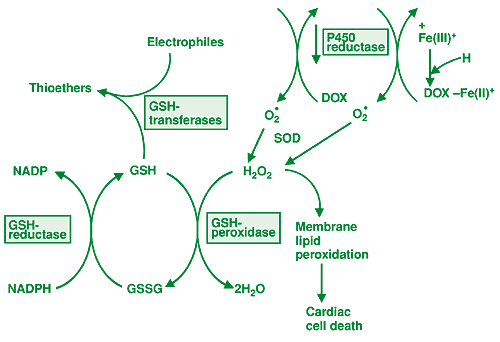 +
Fe(III)⁺
P450
reductase
Electrophiles
H
Thioethers
GSH-
transferases
DOX
DOX –Fe(II)⁺
O₂•
O₂•
SOD
NADP
GSH
H₂O₂
GSH-
reductase
GSH-
peroxidase
Membrane
lipid
peroxidation
NADPH
GSSG
2H₂O
Cardiac
cell death